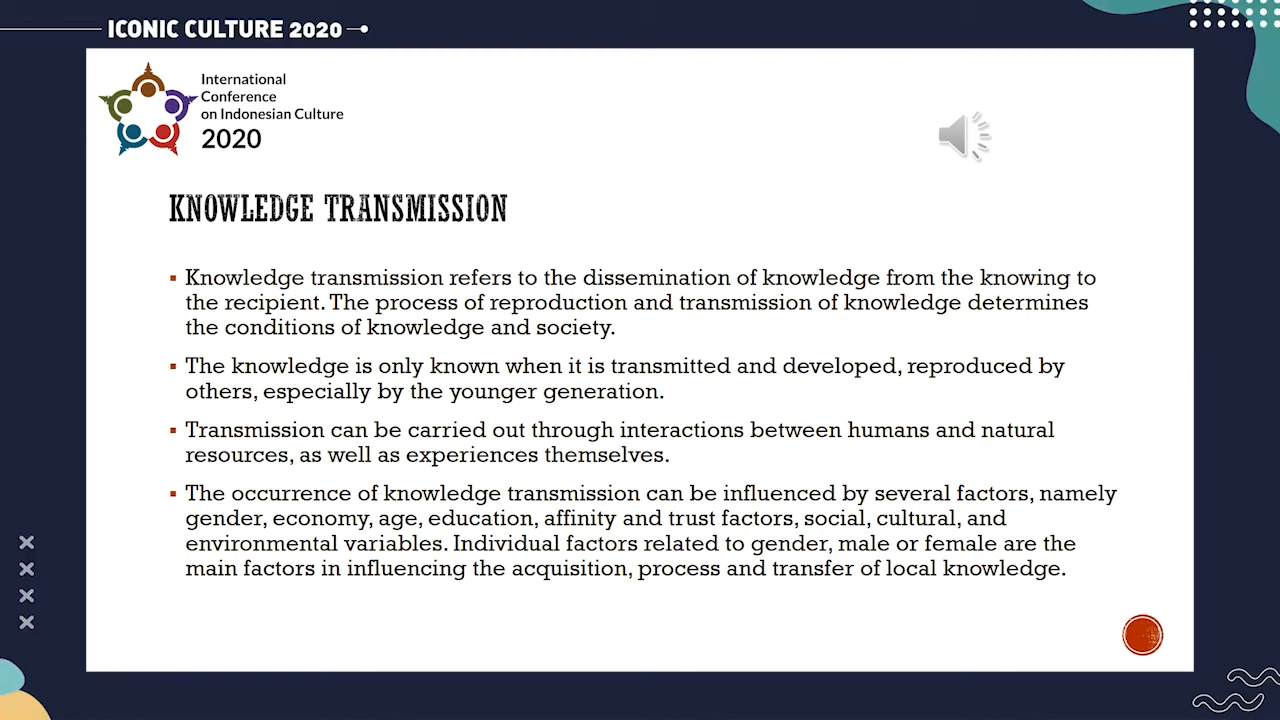 ICONIC CULTURE 2020
International
Conference
on Indonesian Culture
2020
KNOWLEDGE TRANSMISSION
Knowledge transmission refers to the dissemination of knowledge from the knowing to
the recipient. The process of reproduction and transmission of knowledge determines
the conditions of knowledge and society.
The knowledge is only known when it is transmitted and developed, reproduced by
others, especially by the younger generation.
Transmission can be carried out through interactions between humans and natural
resources, as well as experiences themselves.
The occurrence of knowledge transmission can be influenced by several factors, namely
gender, economy, age, education, affinity and trust factors, social, cultural, and
environmental variables. Individual factors related to gender, male or female are the
main factors in influencing the acquisition, process and transfer of local knowledge.